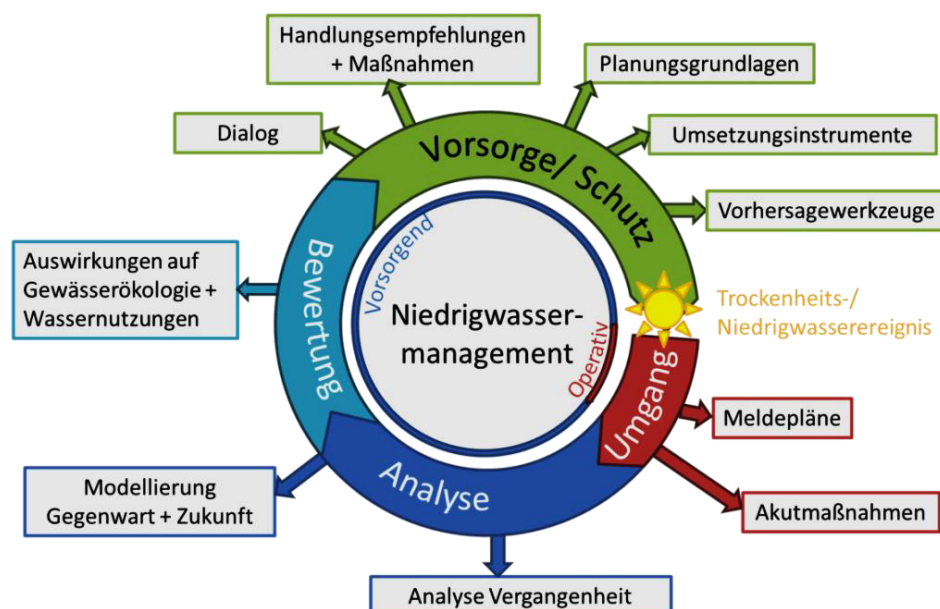 Handlungsempfehlungen
+ Maßnahmen
Planungsgrundlagen
Dialog
Umsetzungsinstrumente
Vorsorge/ Schutz
Vorhersagewerkzeuge
Bewertung
Auswirkungen auf
Gewässerökologie +
Wassernutzungen
Vorsorgend
Niedrigwasser-
management
Operativ
Trockenheits-/
Niedrigwasserereignis
Umgang
Meldepläne
Analyse
Modellierung
Gegenwart + Zukunft
Akutmaßnahmen
Analyse Vergangenheit